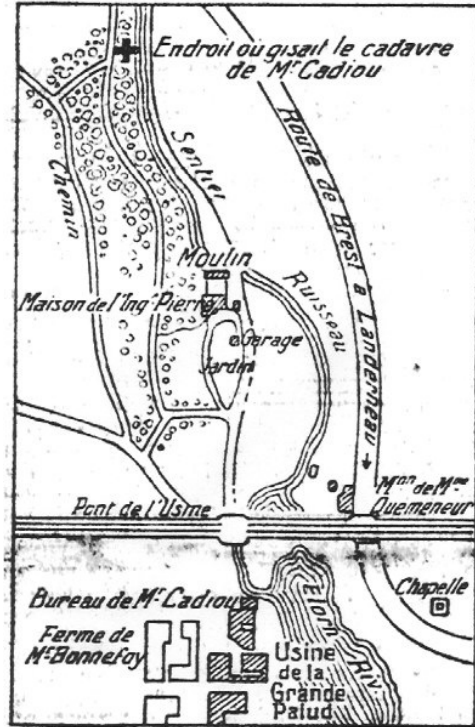 Endroit où gisait le cadavre
de Mr Cadiou
Chemin
Sentier
Route de Brest a Landerneau
Moulin
Maison de l'Ingr Pierre
Ruisseau
Garage
Jardin
Mon de Mme
Quemeneur
Pont de l'Usine
Chapelle
Bureau de Mr Cadiou
Elorn Riv.
Ferme de
Mr Bonnefoy
Usine
de la
Grande
Palud